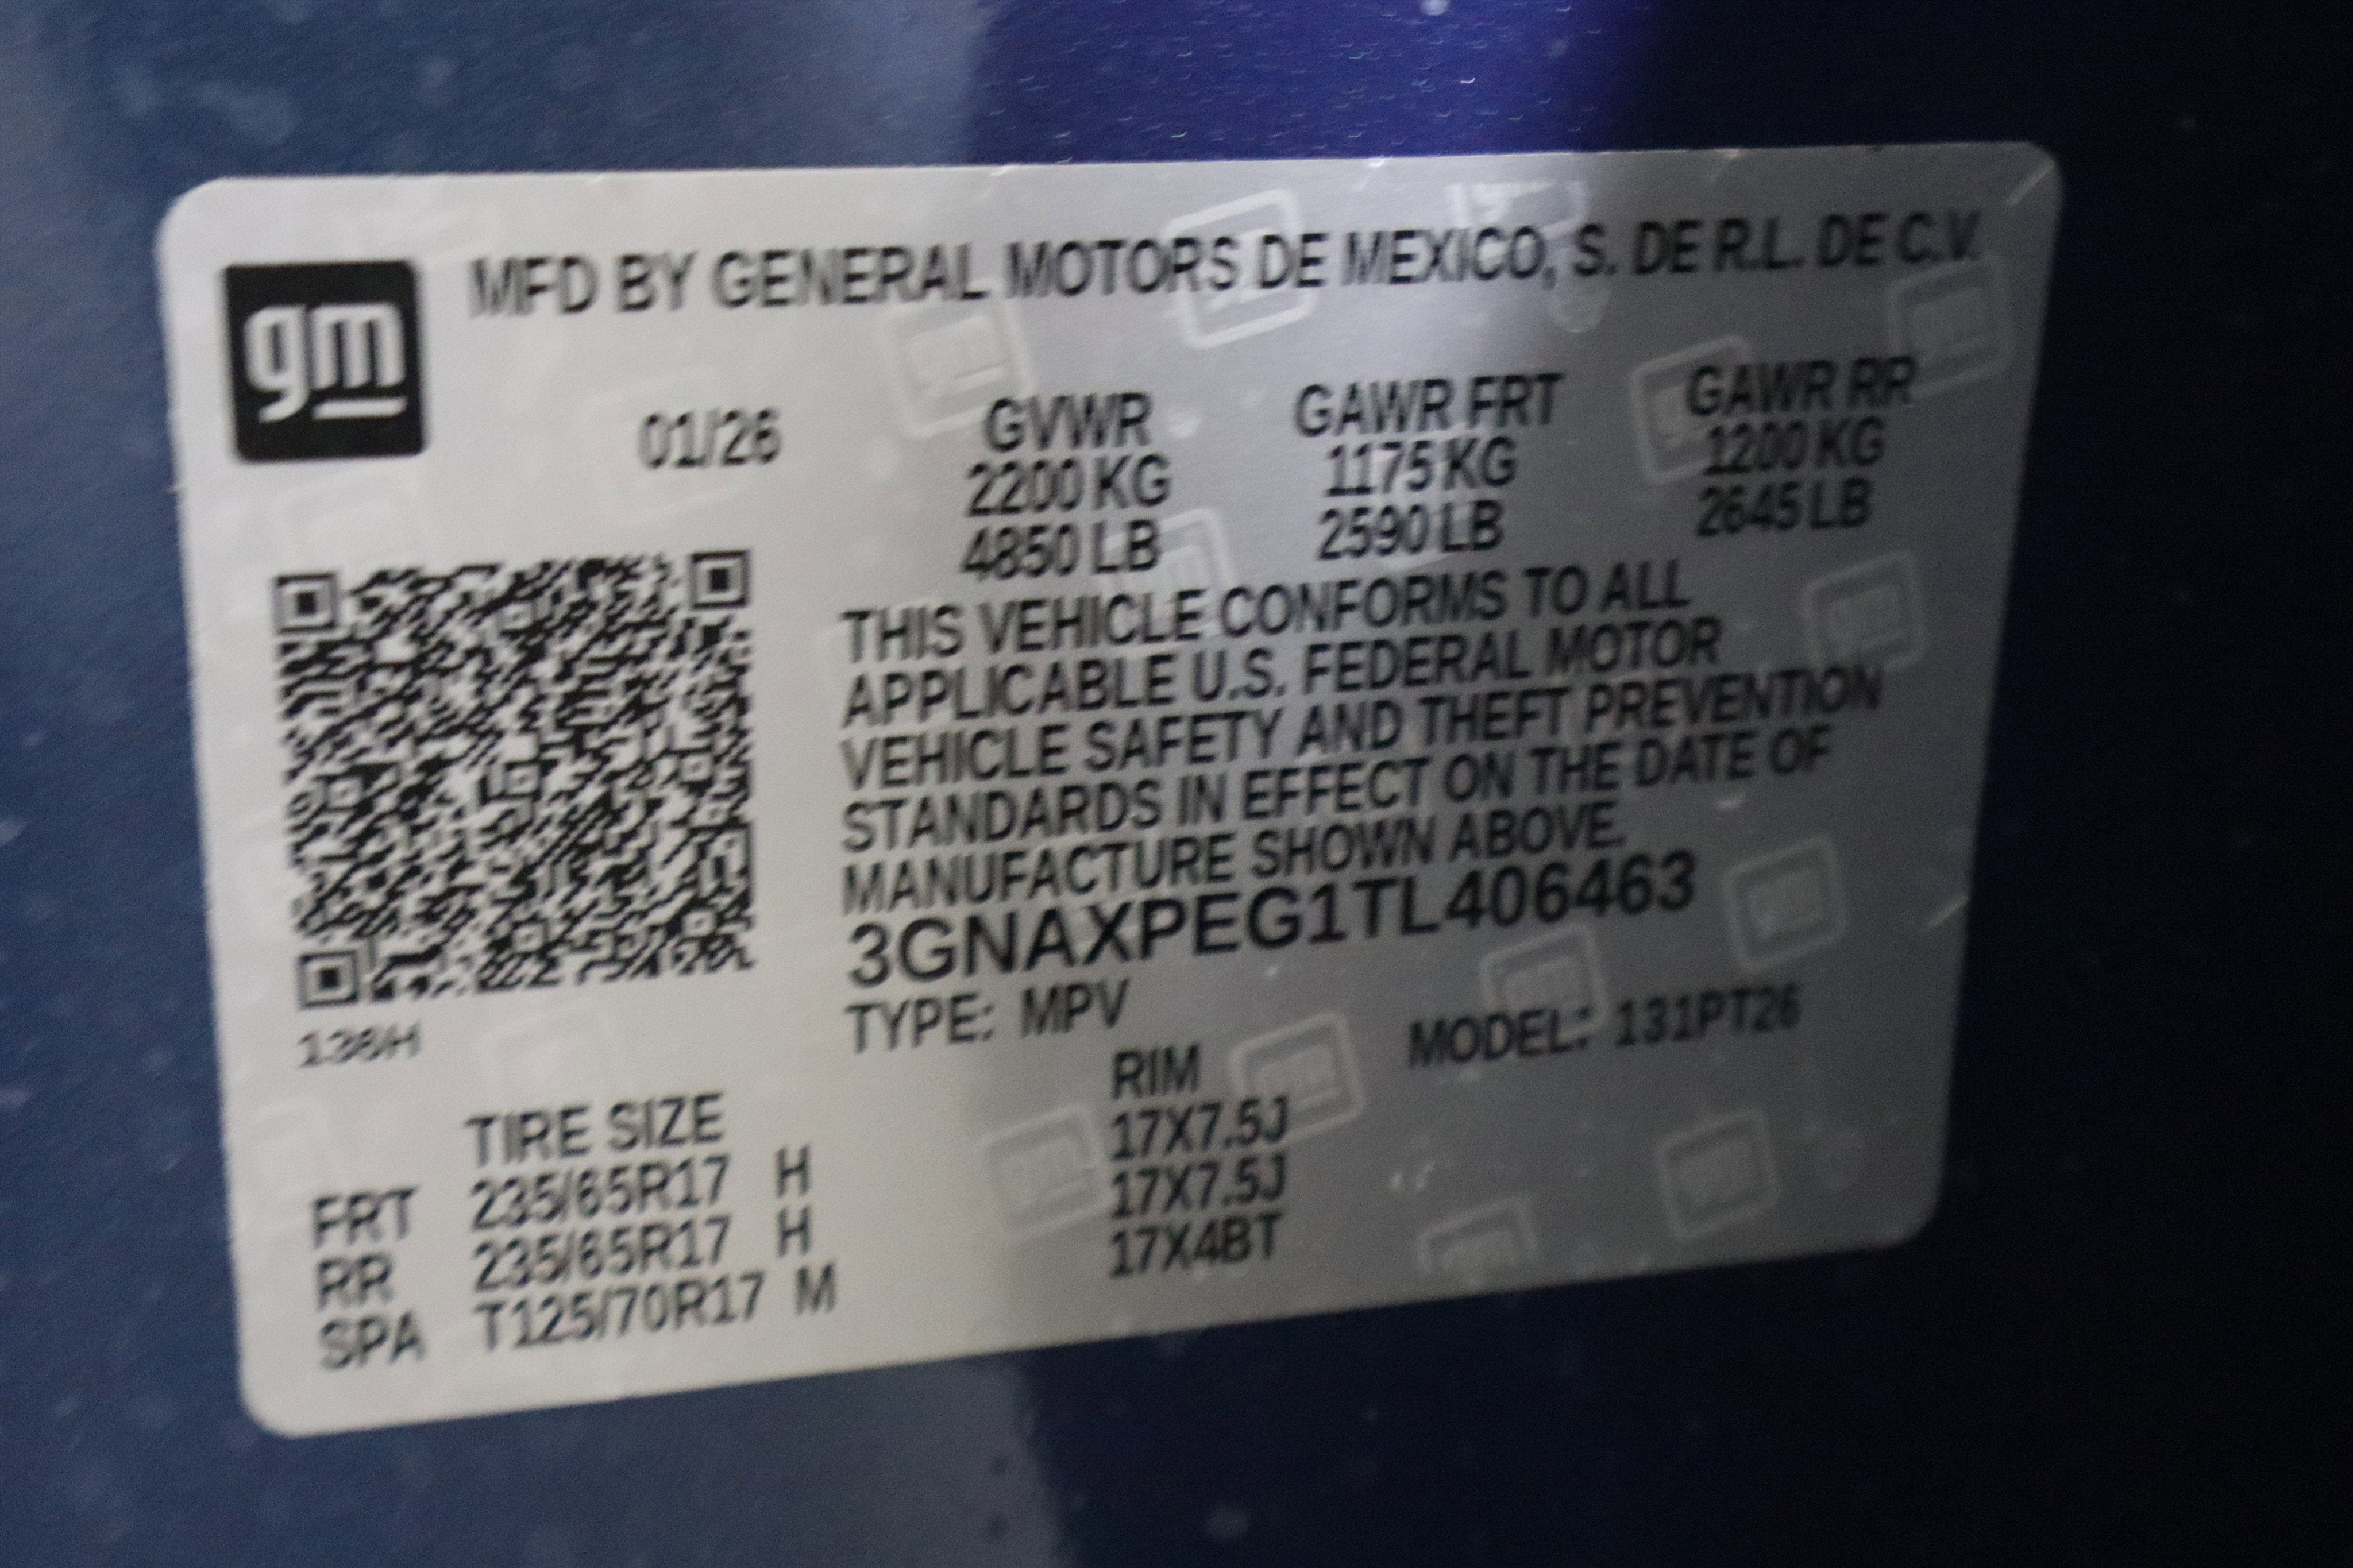 gm
MFD BY GENERAL MOTORS DE MEXICO, S. DE R.L. DE C.V.
01/26
GVWR GAWR FRT GAWR RR
2200 KG 1175 KG 1200 KG
4850 LB 2590 LB 2645 LB
THIS VEHICLE CONFORMS TO ALL
APPLICABLE U.S. FEDERAL MOTOR
VEHICLE SAFETY AND THEFT PREVENTION
STANDARDS IN EFFECT ON THE DATE OF
MANUFACTURE SHOWN ABOVE.
3GNAXPEG1TL406463
TYPE: MPV MODEL: 131PT26
136H
TIRE SIZE RIM
FRT 235/65R17 H 17X7.5J
RR 235/65R17 H 17X7.5J
SPA T125/70R17 M 17X4BT